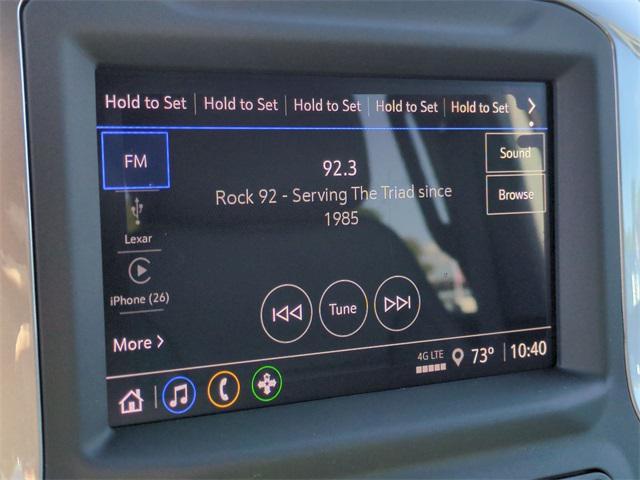 Hold to Set Hold to Set Hold to Set Hold to Set Hold to Set
FM
Lexar
iPhone (26)
More
92.3
Rock 92 - Serving The Triad since
1985
Sound
Browse
Tune
4G LTE 73° 10:40